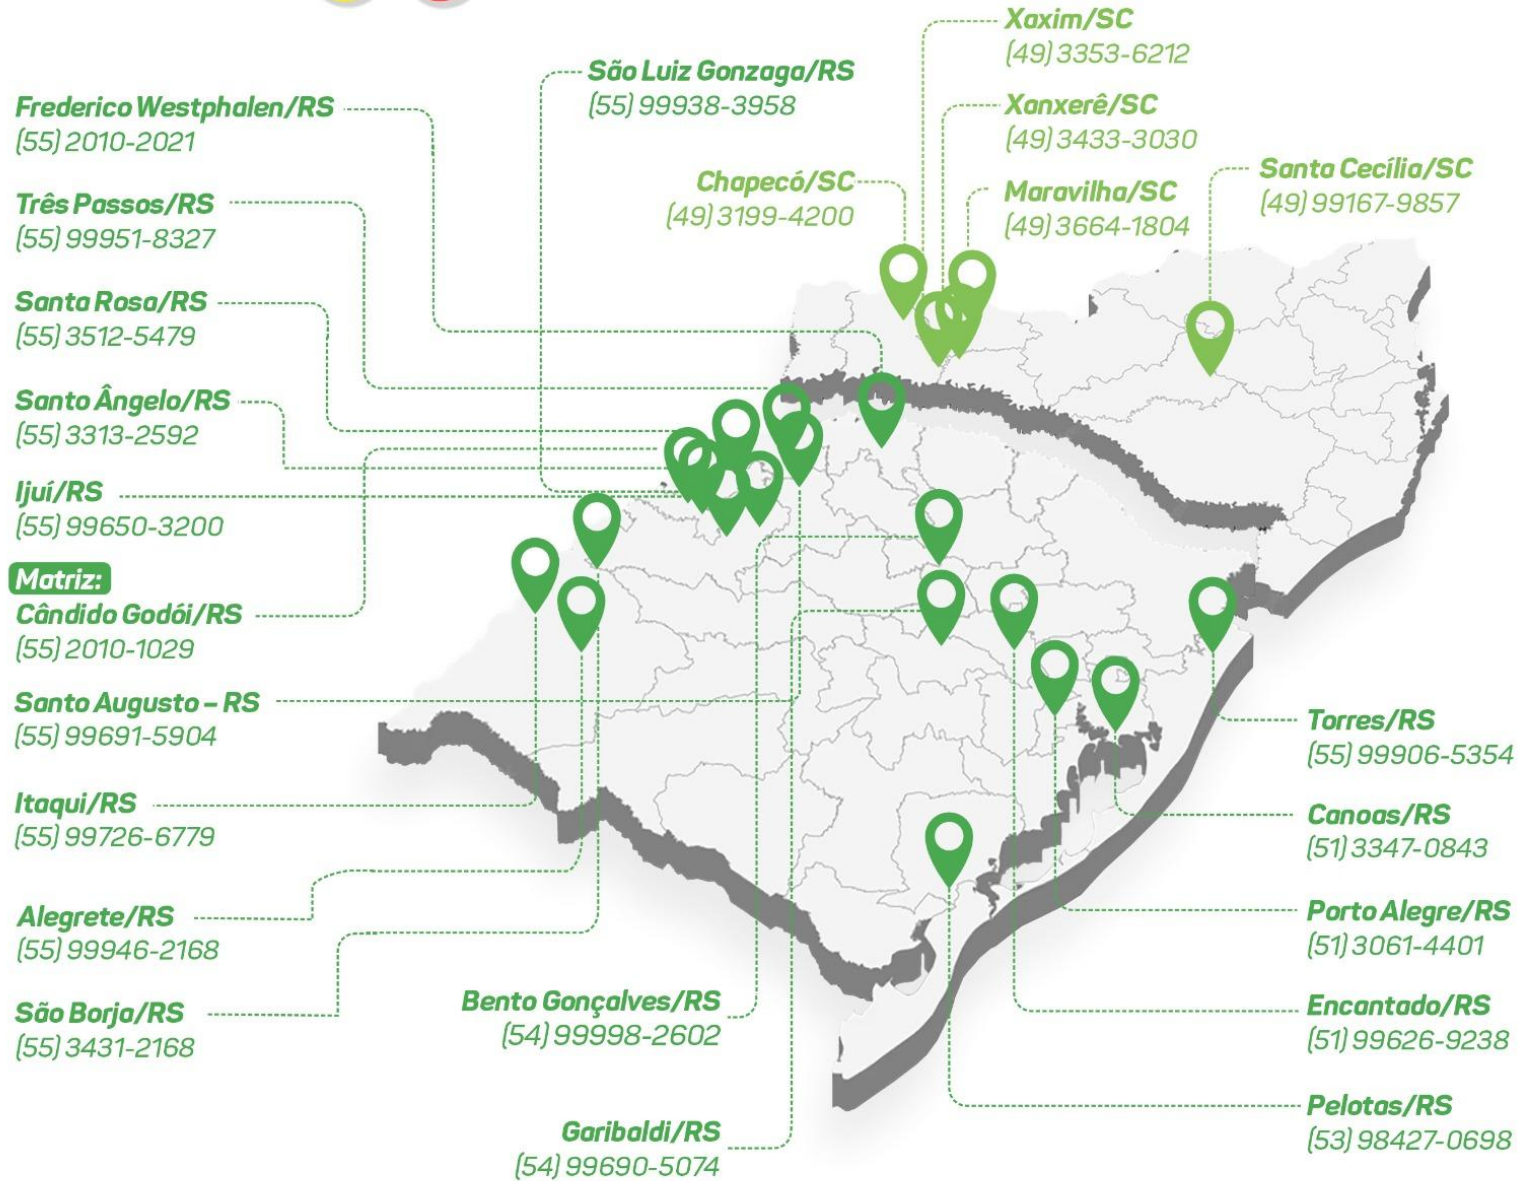 Xaxim/SC
(49) 3353-6212
São Luiz Gonzaga/RS
(55) 99938-3958
Frederico Westphalen/RS
(55) 2010-2021
Xanxerê/SC
(49) 3433-3030
Chapecó/SC
(49) 3199-4200
Maravilha/SC
(49) 3664-1804
Santa Cecília/SC
(49) 99167-9857
Três Passos/RS
(55) 99951-8327
Santa Rosa/RS
(55) 3512-5479
Santo Ângelo/RS
(55) 3313-2592
Ijuí/RS
(55) 99650-3200
Matriz:
Cândido Godói/RS
(55) 2010-1029
Santo Augusto – RS
(55) 99691-5904
Itaqui/RS
(55) 99726-6779
Alegrete/RS
(55) 99946-2168
São Borja/RS
(55) 3431-2168
Bento Gonçalves/RS
(54) 99998-2602
Garibaldi/RS
(54) 99690-5074
Torres/RS
(55) 99906-5354
Canoas/RS
(51) 3347-0843
Porto Alegre/RS
(51) 3061-4401
Encantado/RS
(51) 99626-9238
Pelotas/RS
(53) 98427-0698